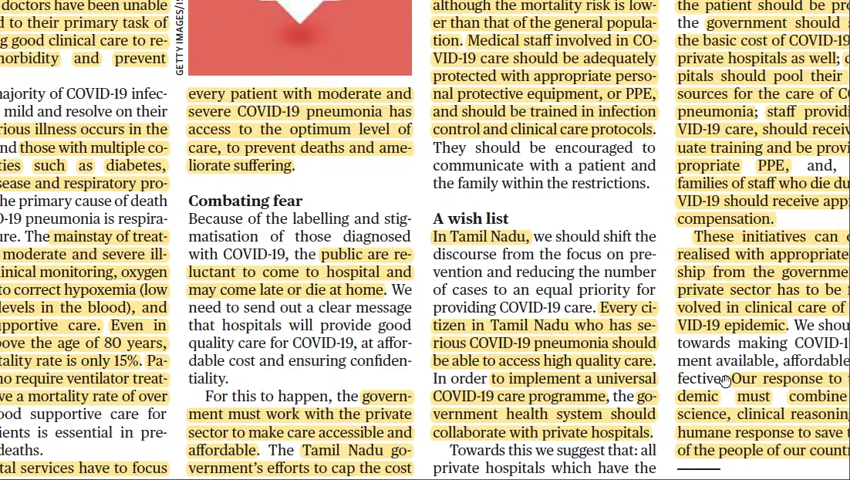 doctors have been unable
d to their primary task of
g good clinical care to re-
orbidity and prevent
ajority of COVID-19 infec-
mild and resolve on their
rious illness occurs in the
nd those with multiple co-
ties such as diabetes,
sease and respiratory pro-
he primary cause of death
D-19 pneumonia is respira-
ure. The mainstay of treat-
moderate and severe ill-
linical monitoring, oxygen
to correct hypoxemia (low
levels in the blood), and
upportive care. Even in
bove the age of 80 years,
tality rate is only 15%. Pa-
ho require ventilator treat-
ve a mortality rate of over
ood supportive care for
ients is essential in pre-
deaths.
tal services have to focus
GETTY IMAGES/IS
every patient with moderate and
severe COVID-19 pneumonia has
access to the optimum level of
care, to prevent deaths and ame-
liorate suffering.
Combating fear
Because of the labelling and stig-
matisation of those diagnosed
with COVID-19, the public are re-
luctant to come to hospital and
may come late or die at home. We
need to send out a clear message
that hospitals will provide good
quality care for COVID-19, at affor-
dable cost and ensuring confiden-
tiality.
For this to happen, the govern-
ment must work with the private
sector to make care accessible and
affordable. The Tamil Nadu go-
vernment's efforts to cap the cost
although the mortality risk is low-
er than that of the general popula-
tion. Medical staff involved in CO-
VID-19 care should be adequately
protected with appropriate perso-
nal protective equipment, or PPE,
and should be trained in infection
control and clinical care protocols.
They should be encouraged to
communicate with a patient and
the family within the restrictions.
A wish list
In Tamil Nadu, we should shift the
discourse from the focus on pre-
vention and reducing the number
of cases to an equal priority for
providing COVID-19 care. Every ci-
tizen in Tamil Nadu who has se-
rious COVID-19 pneumonia should
be able to access high quality care.
In order to implement a universal
COVID-19 care programme, the go-
vernment health system should
collaborate with private hospitals.
Towards this we suggest that: all
private hospitals which have the
the patient should be pro
the government should s
the basic cost of COVID-19
private hospitals as well;
pitals should pool their
sources for the care of CO
pneumonia; staff providi
VID-19 care, should receiv
uate training and be provi
propriate PPE, and,
families of staff who die du
VID-19 should receive app
compensation.
These initiatives can o
realised with appropriate
ship from the governme
private sector has to be f
volved in clinical care of
VID-19 epidemic. We shou
towards making COVID-1
ment available, affordable
fective. Our response to t
demic must combine
science, clinical reasoning
humane response to save t
of the people of our countr